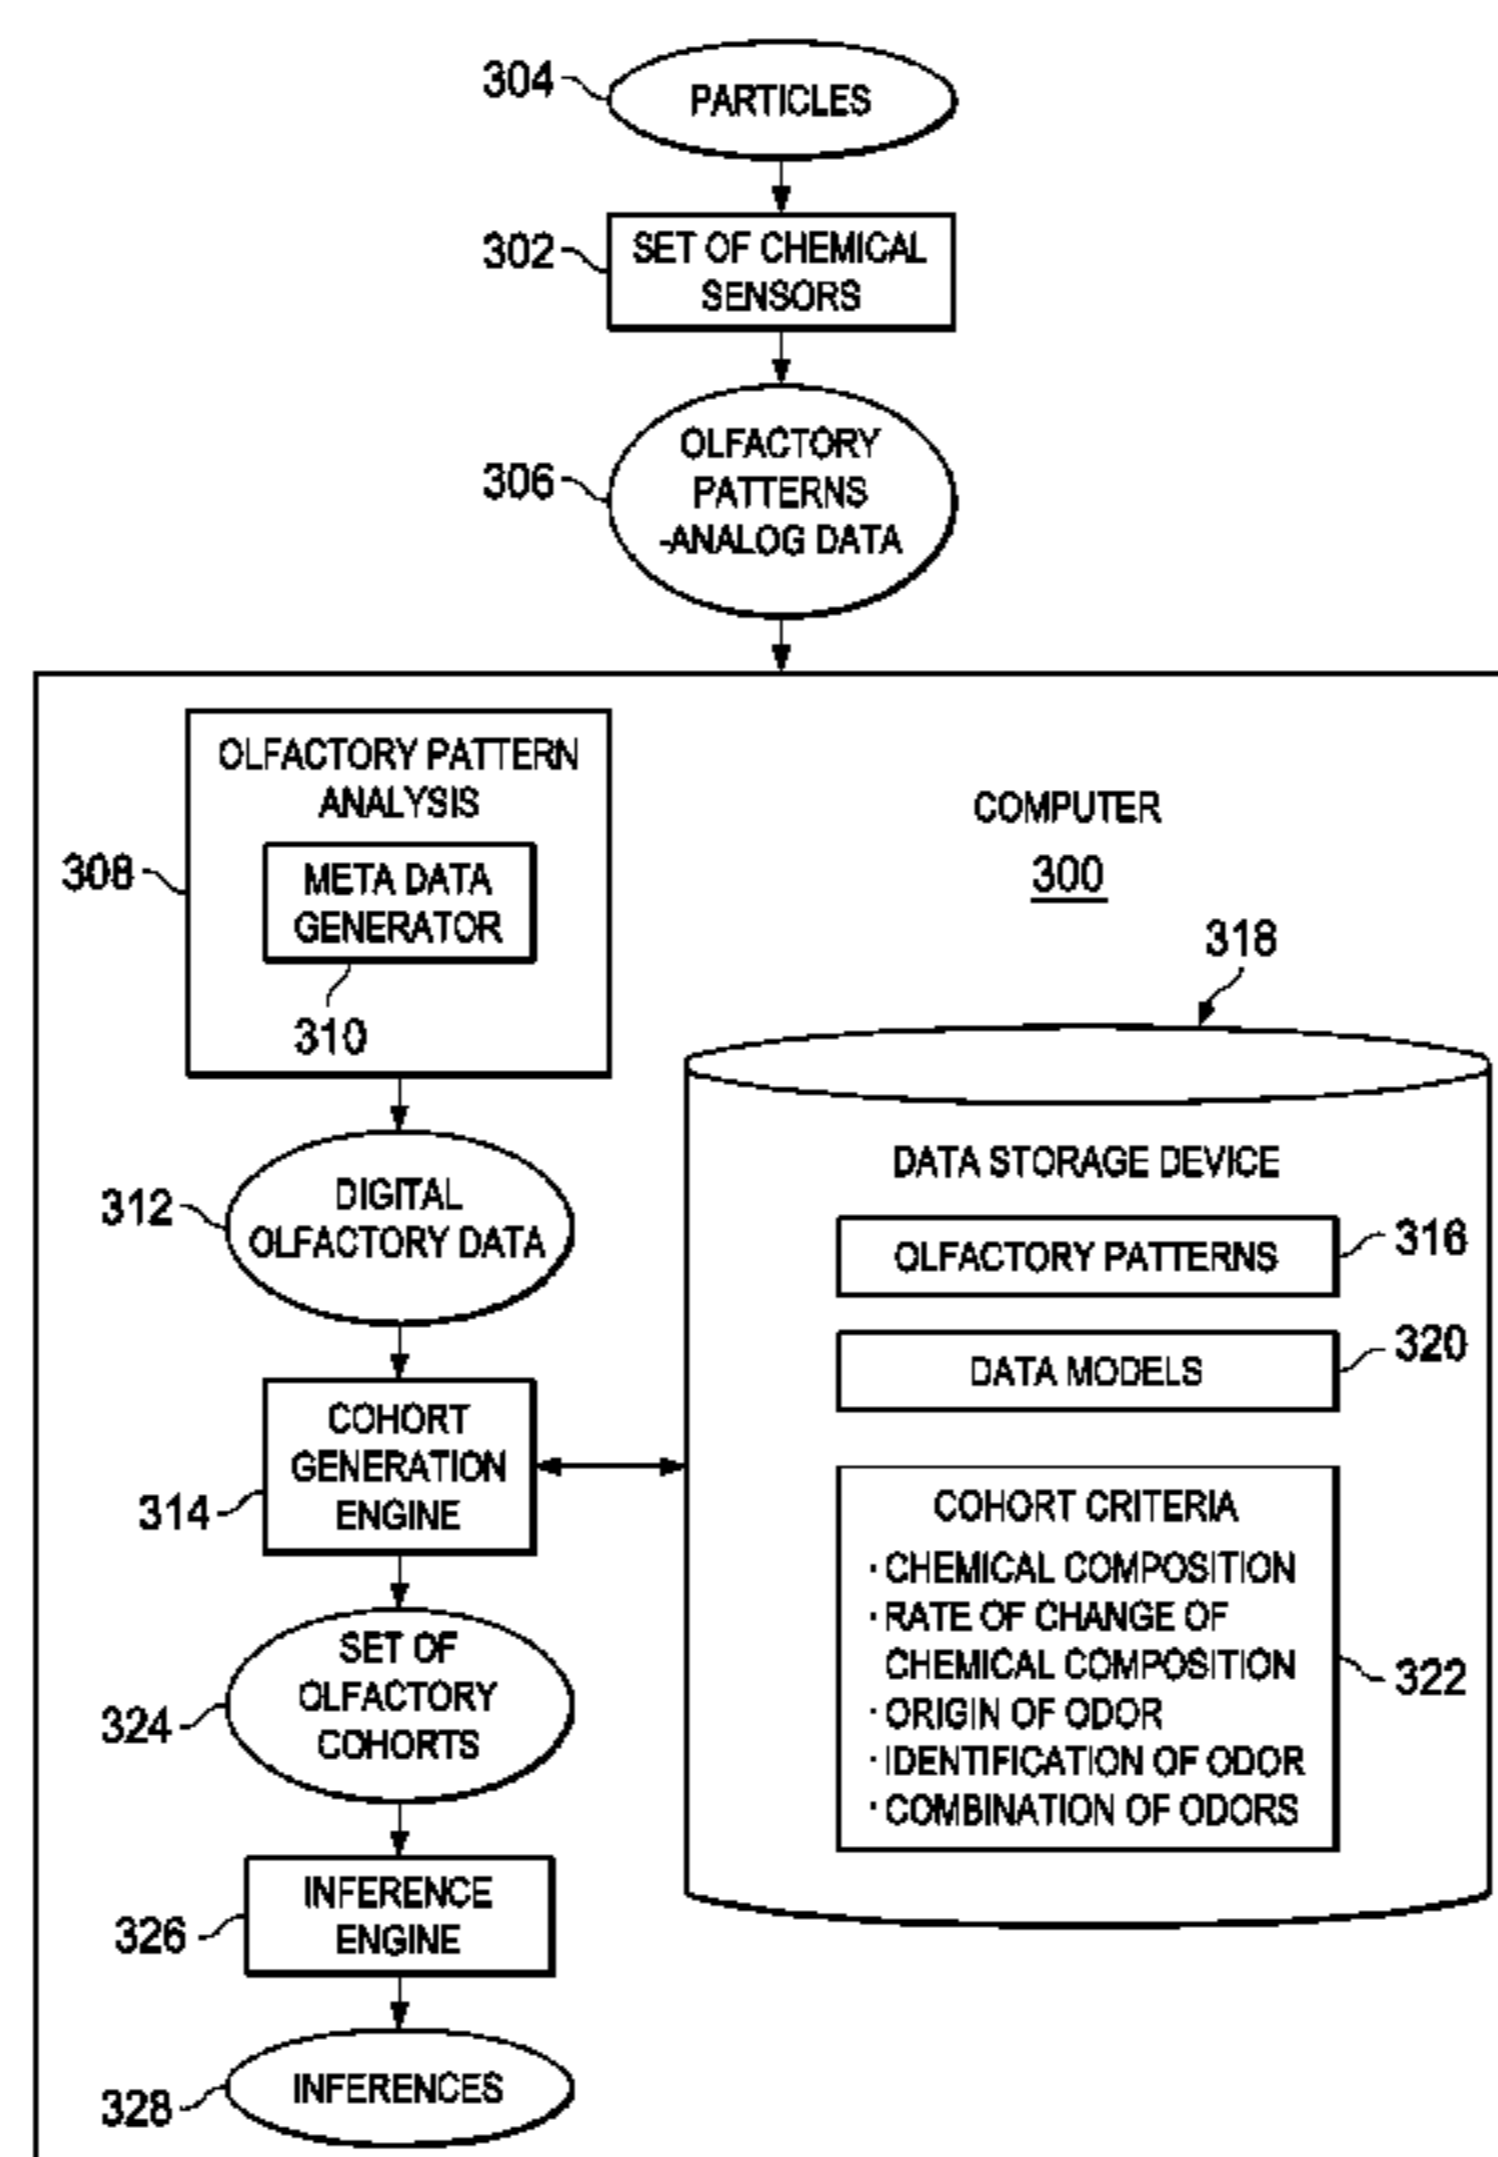 304
PARTICLES
302
SET OF CHEMICAL
SENSORS
306
OLFACTORY
PATTERNS
-ANALOG DATA
OLFACTORY PATTERN
ANALYSIS
308
META DATA
GENERATOR
310
COMPUTER
300
318
312
DIGITAL
OLFACTORY DATA
DATA STORAGE DEVICE
OLFACTORY PATTERNS
316
DATA MODELS
320
314
COHORT
GENERATION
ENGINE
COHORT CRITERIA
· CHEMICAL COMPOSITION
· RATE OF CHANGE OF
CHEMICAL COMPOSITION
· ORIGIN OF ODOR
· IDENTIFICATION OF ODOR
· COMBINATION OF ODORS
322
324
SET OF
OLFACTORY
COHORTS
326
INFERENCE
ENGINE
328
INFERENCES